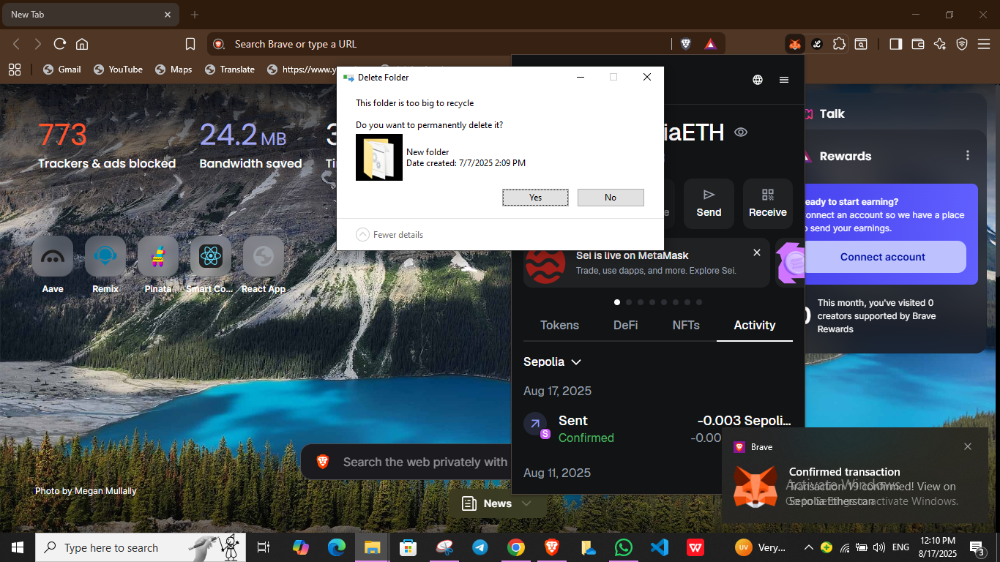 New Tab
Search Brave or type a URL
Gmail
YouTube
Maps
Translate
https://www.y
Delete Folder
This folder is too big to recycle
Do you want to permanently delete it?
New folder
Date created: 7/7/2025 2:09 PM
Yes
No
Fewer details
773
Trackers & ads blocked
24.2 MB
Bandwidth saved
3
Ti
iaETH
e
Send
Receive
Talk
Rewards
eady to start earning?
onnect an account so we have a place
o send your earnings.
Connect account
0
This month, you've visited 0
creators supported by Brave
Rewards
Aave
Remix
Pinata
Smart Co...
React App
Sei is live on MetaMask
Trade, use dapps, and more. Explore Sei.
Tokens
DeFi
NFTs
Activity
Sepolia
Aug 17, 2025
S
Sent
-0.003 Sepoli...
Confirmed
-0.00
Aug 11, 2025
Search the web privately with
Photo by Megan Mullally
News
Brave
Confirmed transaction
Transaction 19 confirmed! View on
Sepolia Etherscan
Activate Windows
Go to Settings to activate Windows.
Type here to search
UV
Very...
ENG
12:10 PM
8/17/2025
3